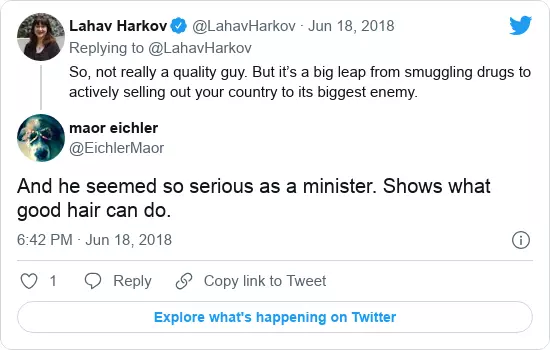 Lahav Harkov @LahavHarkov · Jun 18, 2018
Replying to @LahavHarkov
So, not really a quality guy. But it’s a big leap from smuggling drugs to
actively selling out your country to its biggest enemy.
maor eichler
@EichlerMaor
And he seemed so serious as a minister. Shows what
good hair can do.
6:42 PM · Jun 18, 2018
1 Reply Copy link to Tweet
Explore what's happening on Twitter